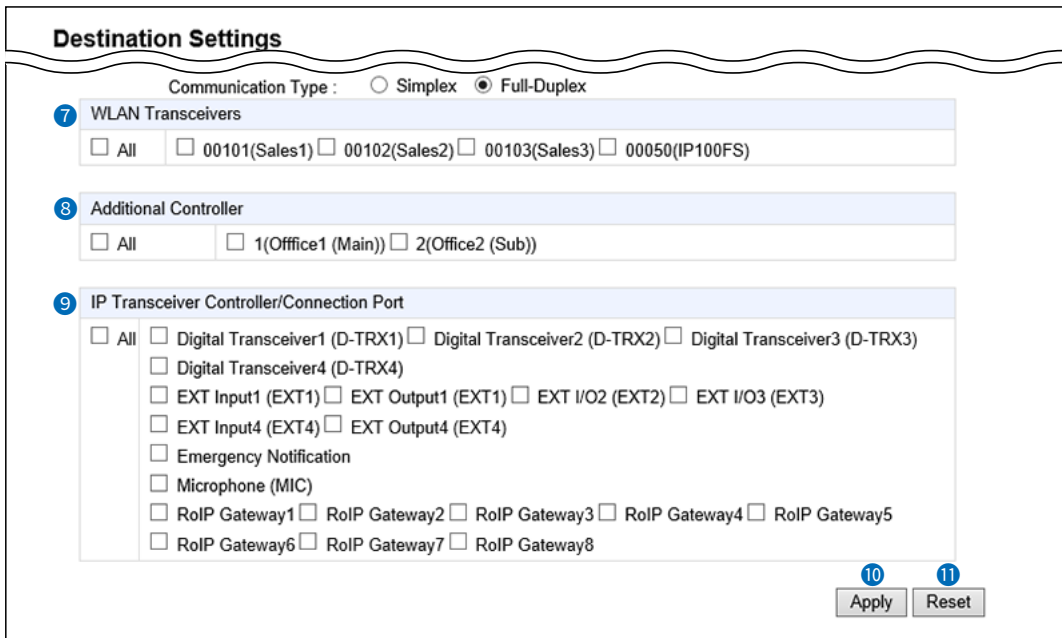 Destination Settings
Communication Type : Simplex Full-Duplex
7 WLAN Transceivers
All 00101(Sales1) 00102(Sales2) 00103(Sales3) 00050(IP100FS)
8 Additional Controller
All 1(Offfice1 (Main)) 2(Office2 (Sub))
9 IP Transceiver Controller/Connection Port
All Digital Transceiver1 (D-TRX1) Digital Transceiver2 (D-TRX2) Digital Transceiver3 (D-TRX3)
Digital Transceiver4 (D-TRX4)
EXT Input1 (EXT1) EXT Output1 (EXT1) EXT I/O2 (EXT2) EXT I/O3 (EXT3)
EXT Input4 (EXT4) EXT Output4 (EXT4)
Emergency Notification
Microphone (MIC)
RoIP Gateway1 RoIP Gateway2 RoIP Gateway3 RoIP Gateway4 RoIP Gateway5
RoIP Gateway6 RoIP Gateway7 RoIP Gateway8
10 11
Apply Reset